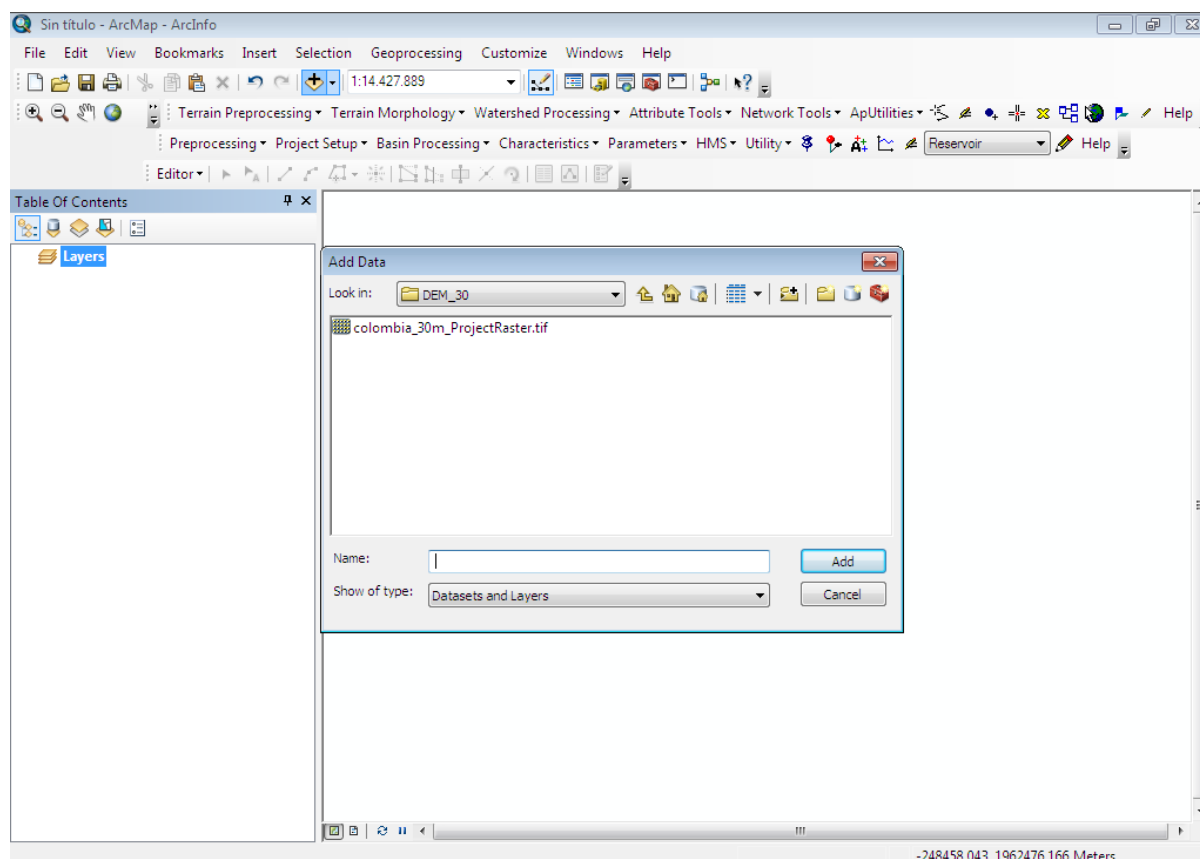 Sin título - ArcMap - ArcInfo
File Edit View Bookmarks Insert Selection Geoprocessing Customize Windows Help
1:14.427.889
Terrain Preprocessing Terrain Morphology Watershed Processing Attribute Tools Network Tools ApUtilities Help
Preprocessing Project Setup Basin Processing Characteristics Parameters HMS Utility Reservoir Help
Editor
Table Of Contents
Layers
Add Data
Look in: DEM_30
colombia_30m_ProjectRaster.tif
Name: Add
Show of type: Datasets and Layers Cancel
-248458,043 1962476,166 Meters